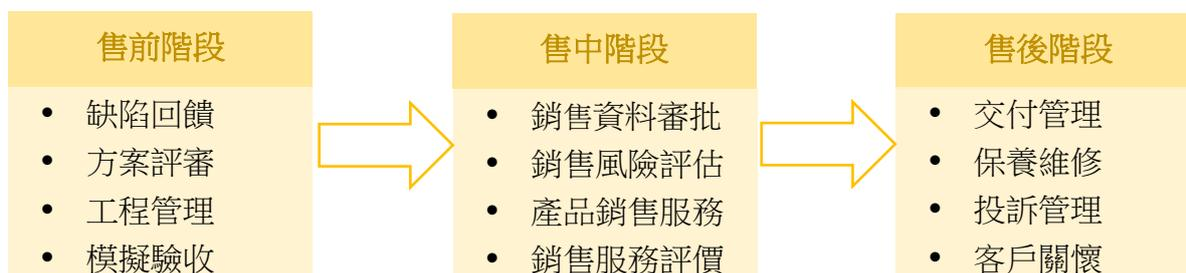 售前階段
• 缺陷回饋
• 方案評審
• 工程管理
• 模擬驗收
售中階段
• 銷售資料審批
• 銷售風險評估
• 產品銷售服務
• 銷售服務評價
售後階段
• 交付管理
• 保養維修
• 投訴管理
• 客戶關懷